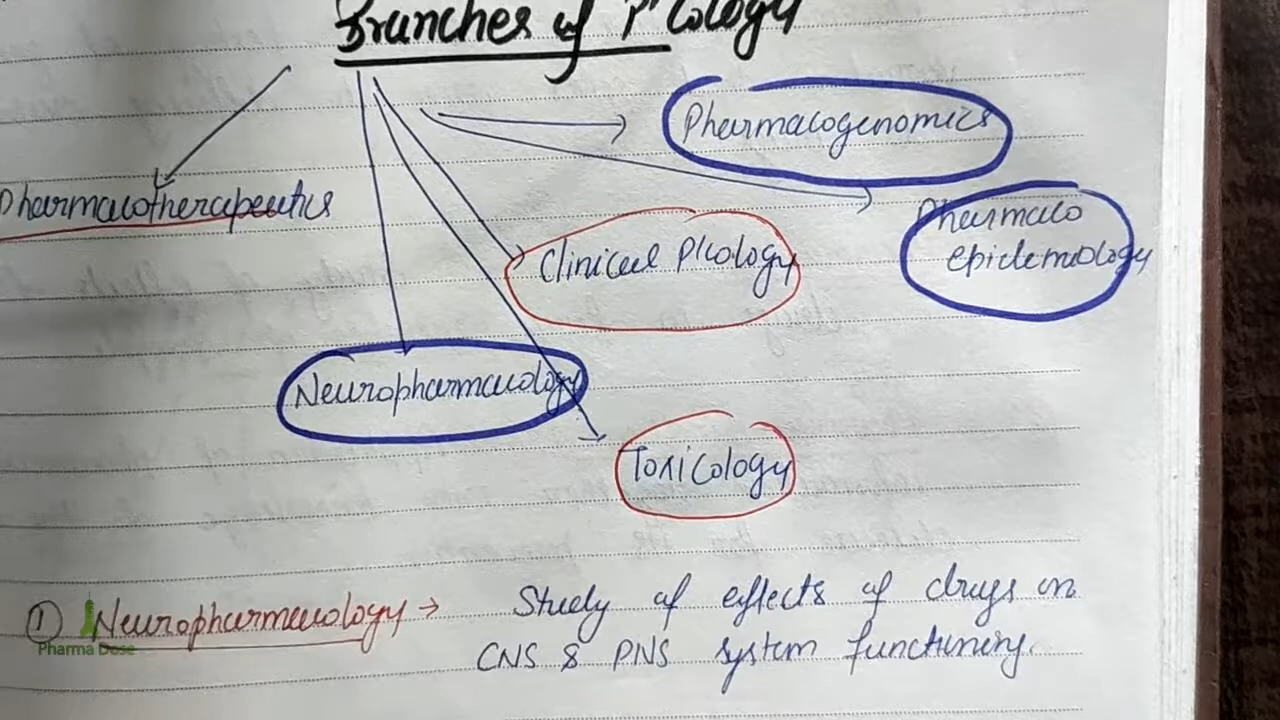 Branches of P'cology
Pharmacogenomics
Pharmacotherapeutics
Pharmaco
epidemology
Clinical P'cology
Neuropharmacology
Toxicology
① Neuropharmacology → Study of effects of drugs on
CNS & PNS system functioning.
Pharma Dose